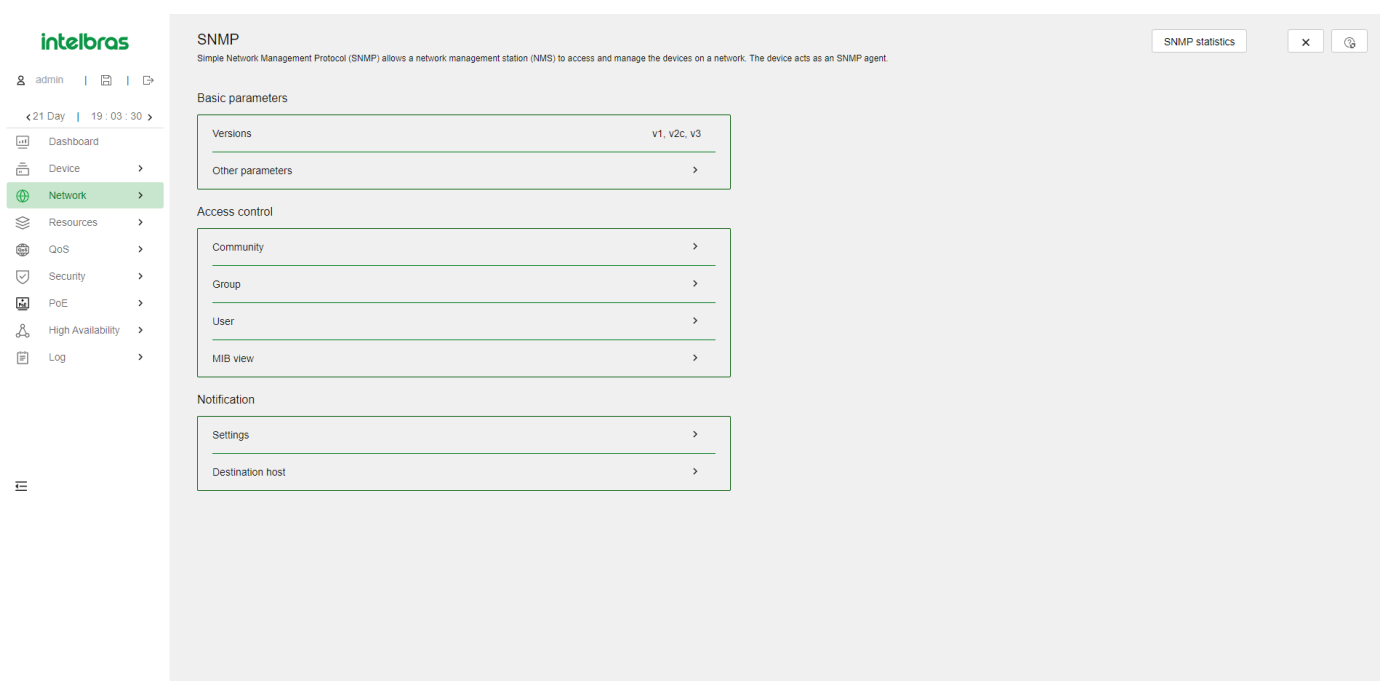 intelbras
admin | |
21 Day | 19 : 03 : 30
Dashboard
Device
Network
Resources
QoS
Security
PoE
High Availability
Log
SNMP
SNMP statistics
Simple Network Management Protocol (SNMP) allows a network management station (NMS) to access and manage the devices on a network. The device acts as an SNMP agent.
Basic parameters
Versions v1, v2c, v3
Other parameters
Access control
Community
Group
User
MIB view
Notification
Settings
Destination host